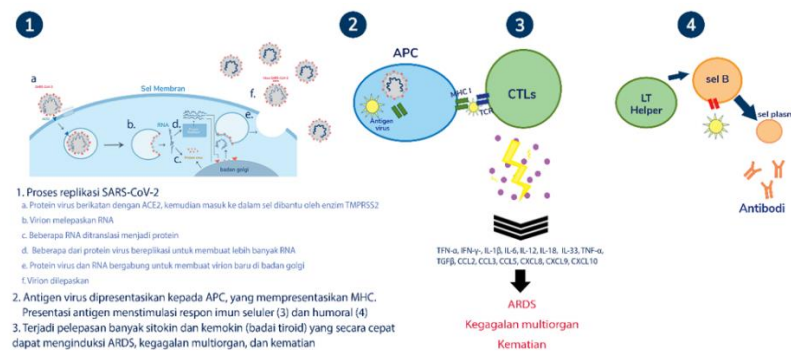 1
2
3
4
a
Sel Membran
b.
RNA
d.
c.
e.
f.
badan golgi
APC
Antigen virus
MHC I
TCR
CTLs
LT Helper
sel B
sel plasma
Antibodi
1. Proses replikasi SARS-CoV-2
a. Protein virus berikatan dengan ACE2, kemudian masuk ke dalam sel dibantu oleh enzim TMPRSS2
b. Virion melepaskan RNA
c. Beberapa RNA ditranslasi menjadi protein
d. Beberapa dari protein virus bereplikasi untuk membuat lebih banyak RNA
e. Protein virus dan RNA bergabung untuk membuat virion baru di badan golgi
f. Virion dilepaskan
2. Antigen virus dipresentasikan kepada APC, yang mempresentasikan MHC.
Presentasi antigen menstimulasi respon imun seluler (3) dan humoral (4)
3. Terjadi pelepasan banyak sitokin dan kemokin (badai tiroid) yang secara cepat
dapat menginduksi ARDS, kegagalan multiorgan, dan kematian
TFN-α, IFN-γ-, IL-1β, IL-6, IL-12, IL-18, IL-33, TNF-α,
TGFβ, CCL2, CCL3, CCL5, CXCL8, CXCL9, CXCL10
ARDS
Kegagalan multiorgan
Kematian